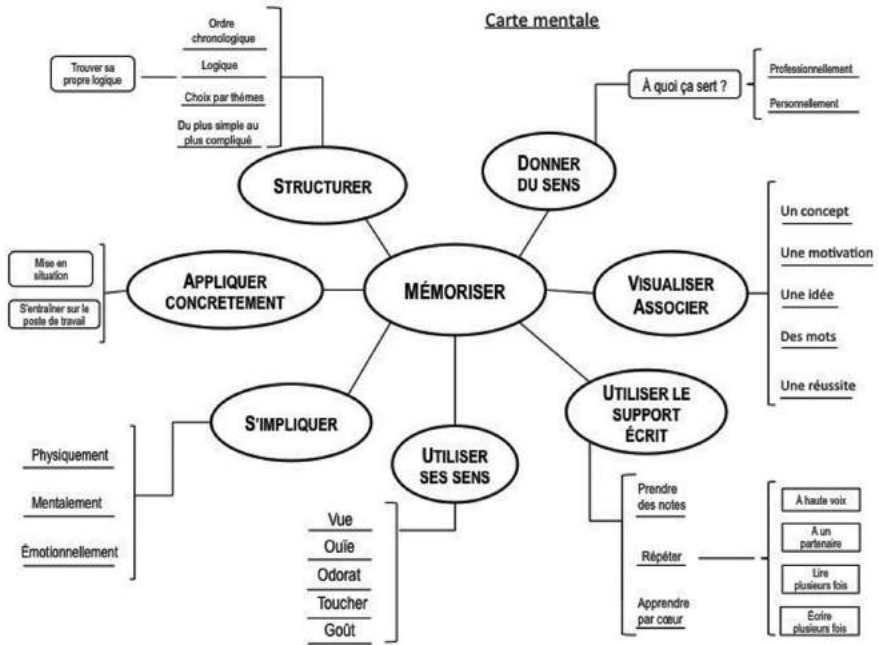 Carte mentale
Ordre
chronologique
Logique
Choix par thèmes
Du plus simple au
plus compliqué
Trouver sa
propre logique
STRUCTURER
À quoi ça sert ?
Professionnellement
Personnellement
DONNER
DU SENS
Mise en
situation
S'entraîner sur le
poste de travail
APPLIQUER
CONCRETEMENT
MÉMORISER
VISUALISER
ASSOCIER
Un concept
Une motivation
Une idée
Des mots
Une réussite
S'IMPLIQUER
Physiquement
Mentalement
Émotionnellement
UTILISER
SES SENS
Vue
Ouïe
Odorat
Toucher
Goût
UTILISER LE
SUPPORT
ÉCRIT
Prendre
des notes
Répéter
Apprendre
par cœur
À haute voix
A un
partenaire
Lire
plusieurs fois
Écrire
plusieurs fois